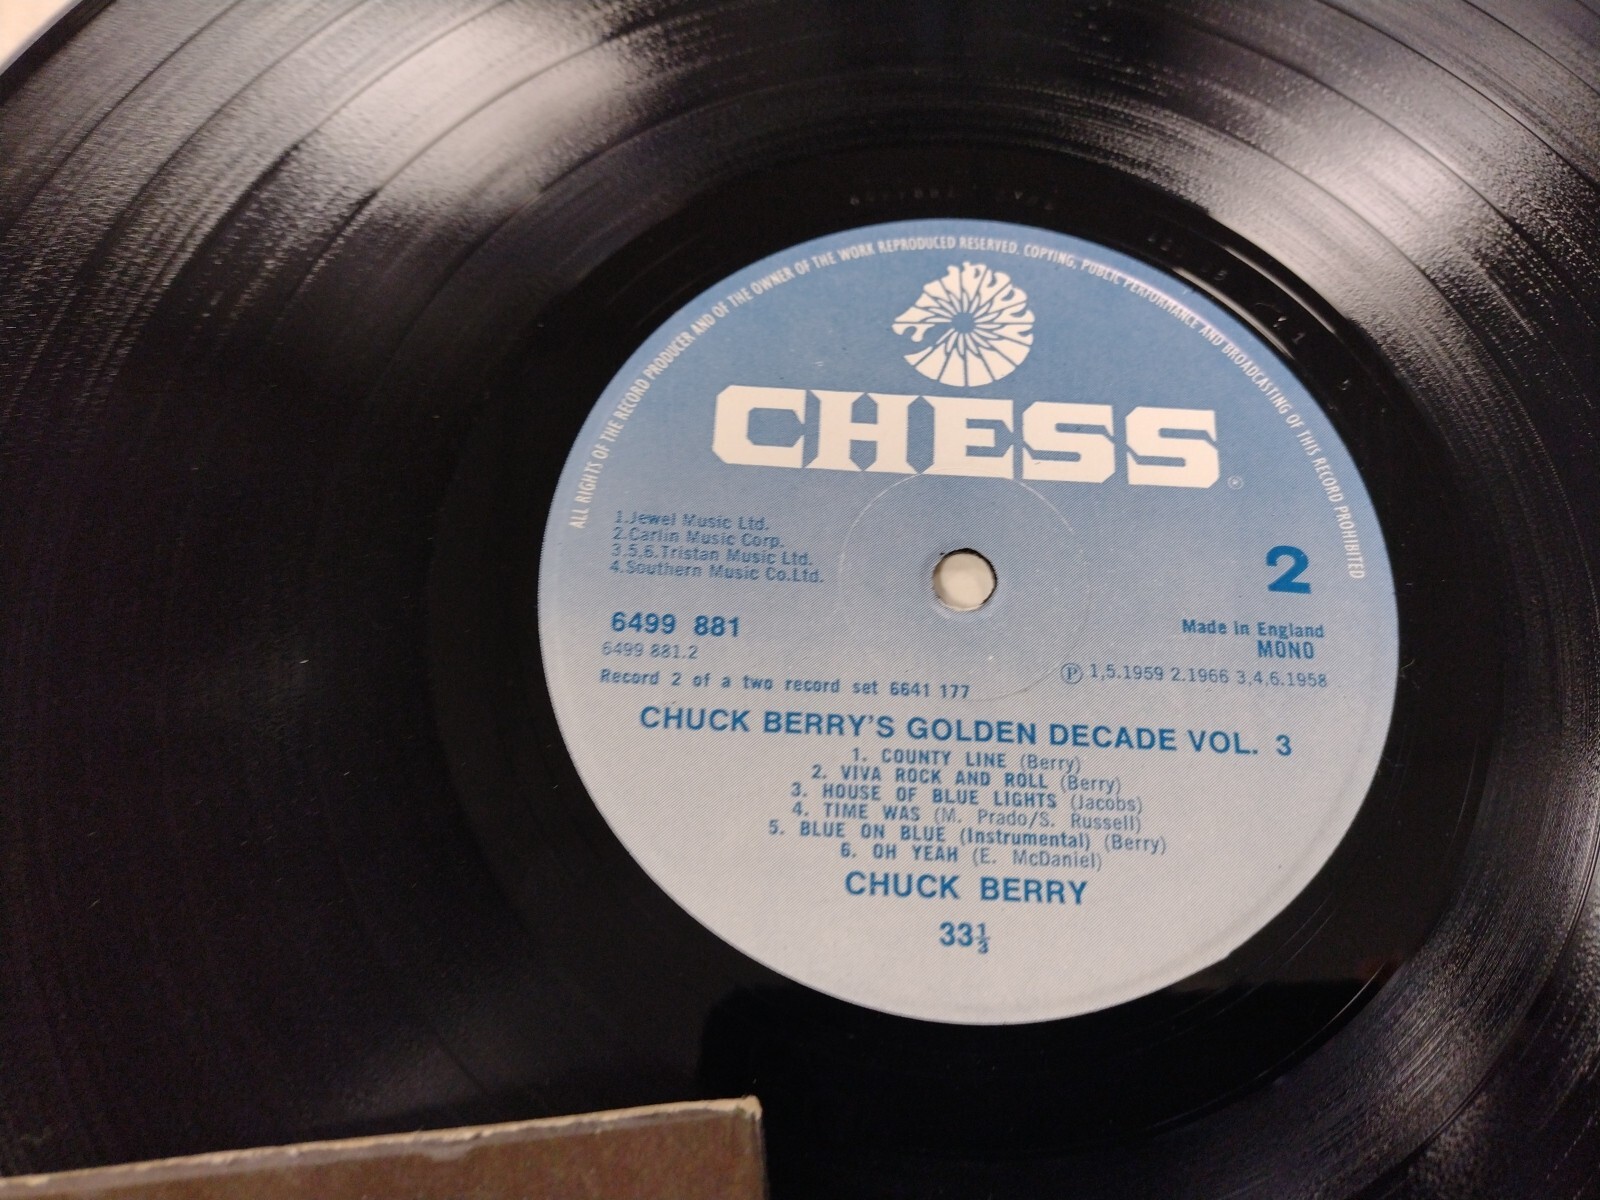 ALL RIGHTS OF THE RECORD PRODUCER AND OF THE OWNER OF THE WORK REPRODUCED RESERVED. COPYING, PUBLIC PERFORMANCE AND BROADCASTING OF THIS RECORD PROHIBITED
CHESS®
1.Jewel Music Ltd.
2.Carlin Music Corp.
3.5.6.Tristan Music Ltd.
4.Southern Music Co.Ltd.
2
6499 881
6499 881.2
Made in England
MONO
Record 2 of a two record set 6641 177
℗ 1,5.1959 2.1966 3,4,6.1958
CHUCK BERRY'S GOLDEN DECADE VOL. 3
1. COUNTY LINE (Berry)
2. VIVA ROCK AND ROLL (Berry)
3. HOUSE OF BLUE LIGHTS (Jacobs)
4. TIME WAS (M. Prado/S. Russell)
5. BLUE ON BLUE (Instrumental) (Berry)
6. OH YEAH (E. McDaniel)
CHUCK BERRY
33⅓